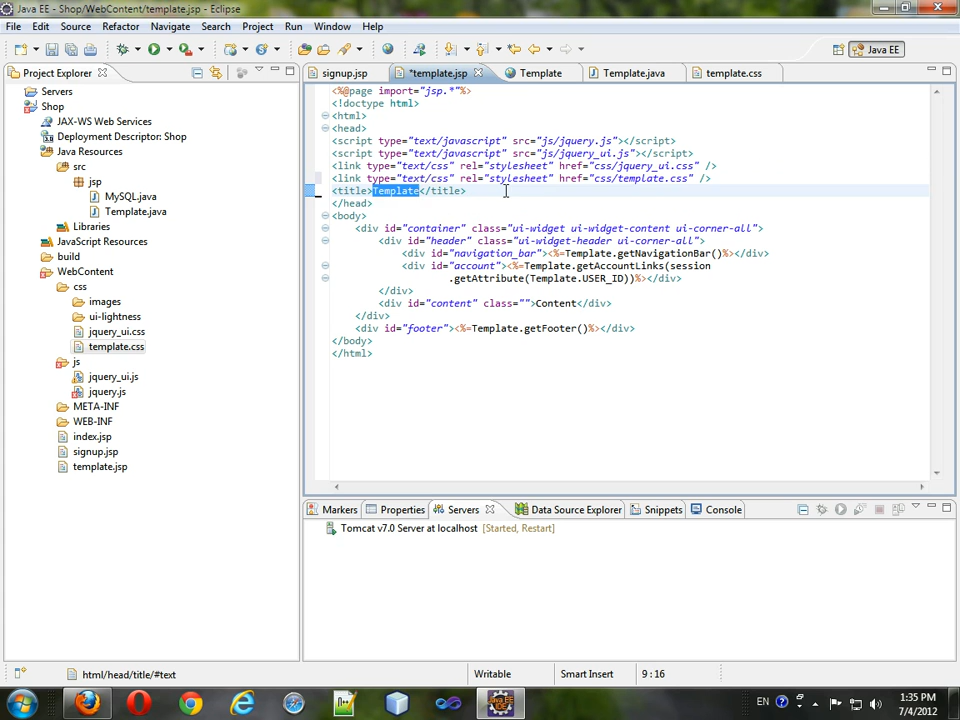 Java EE - Shop/WebContent/template.jsp - Eclipse
File Edit Source Refactor Navigate Search Project Run Window Help
Java EE
Project Explorer
signup.jsp *template.jsp Template Template.java template.css
Servers
Shop
JAX-WS Web Services
Deployment Descriptor: Shop
Java Resources
src
jsp
MySQL.java
Template.java
Libraries
JavaScript Resources
build
WebContent
css
images
ui-lightness
jquery_ui.css
template.css
js
jquery_ui.js
jquery.js
META-INF
WEB-INF
index.jsp
signup.jsp
template.jsp
<%@page import="jsp.*"%>
<!doctype html>
<html>
<head>
<script type="text/javascript" src="js/jquery.js"></script>
<script type="text/javascript" src="js/jquery_ui.js"></script>
<link type="text/css" rel="stylesheet" href="css/jquery_ui.css" />
<link type="text/css" rel="stylesheet" href="css/template.css" />
<title>Template</title>
</head>
<body>
<div id="container" class="ui-widget ui-widget-content ui-corner-all">
<div id="header" class="ui-widget-header ui-corner-all">
<div id="navigation_bar"><%=Template.getNavigationBar()%></div>
<div id="account"><%=Template.getAccountLinks(session
.getAttribute(Template.USER_ID))%></div>
</div>
<div id="content" class="">Content</div>
</div>
<div id="footer"><%=Template.getFooter()%></div>
</body>
</html>
Markers Properties Servers Data Source Explorer Snippets Console
Tomcat v7.0 Server at localhost [Started, Restart]
html/head/title/#text Writable Smart Insert 9 : 16
EN 1:35 PM
7/4/2012